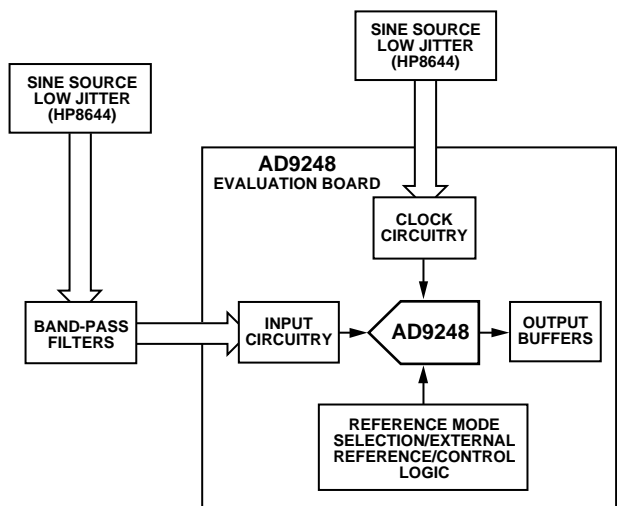 SINE SOURCE
LOW JITTER
(HP8644)
SINE SOURCE
LOW JITTER
(HP8644)
AD9248
EVALUATION BOARD
CLOCK
CIRCUITRY
BAND-PASS
FILTERS
INPUT
CIRCUITRY
AD9248
OUTPUT
BUFFERS
REFERENCE MODE
SELECTION/EXTERNAL
REFERENCE/CONTROL
LOGIC